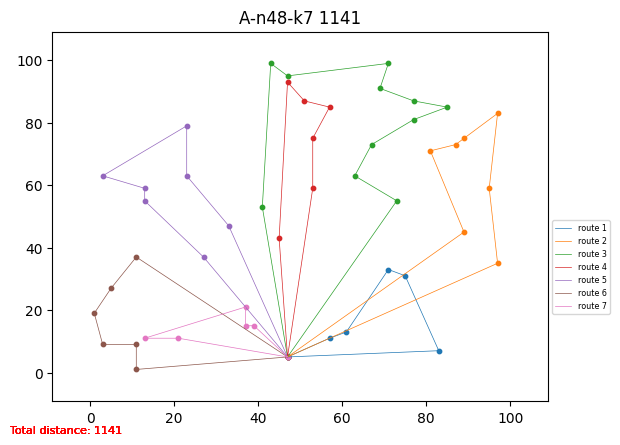 A-n48-k7 1141
100
80
60
40
20
0
0 20 40 60 80 100
route 1
route 2
route 3
route 4
route 5
route 6
route 7
Total distance: 1141